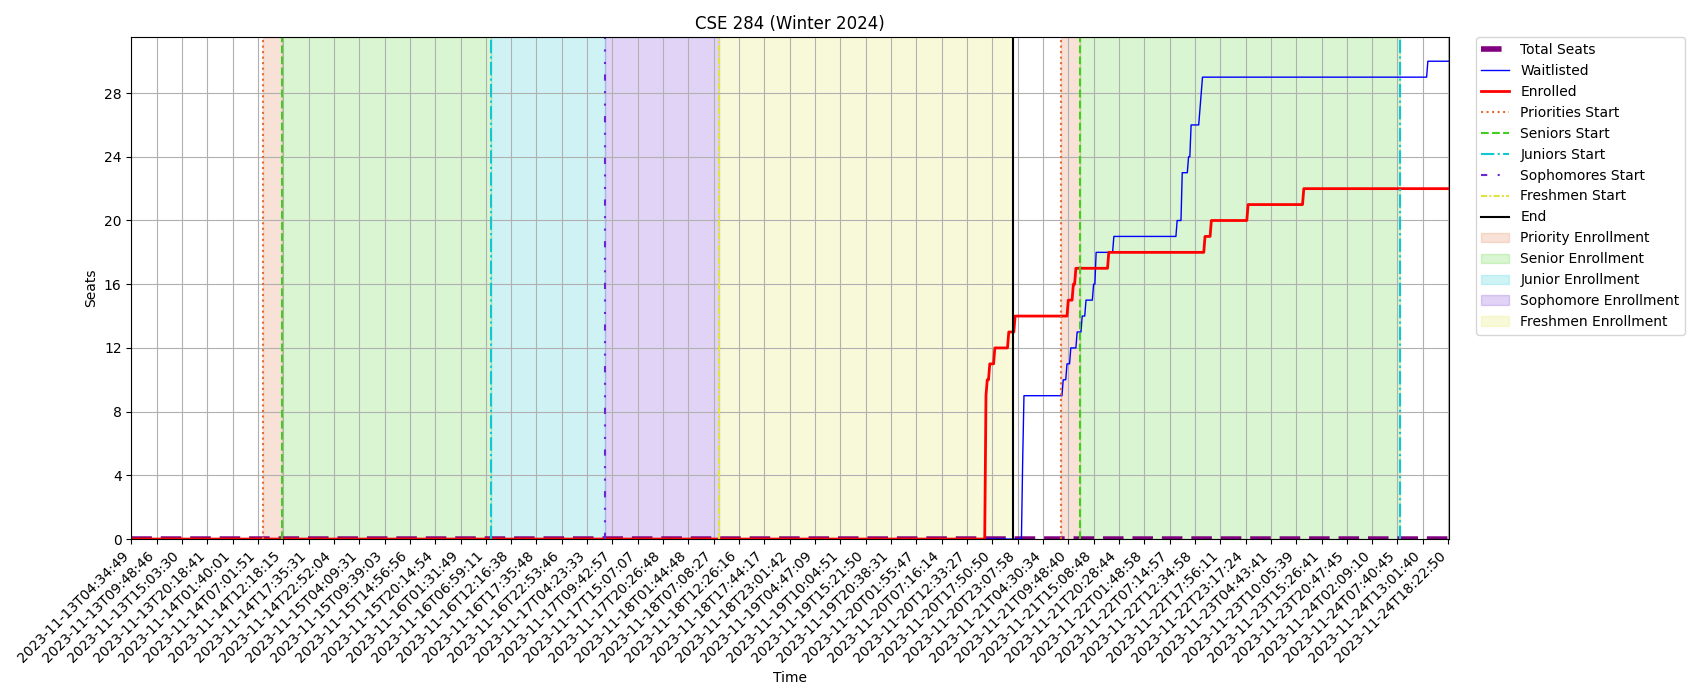 CSE 284 (Winter 2024)
Seats
28
24
20
16
12
8
4
0
2023-11-13T04:34:49
2023-11-13T09:48:46
2023-11-13T15:03:30
2023-11-13T20:18:41
2023-11-14T01:40:01
2023-11-14T07:01:51
2023-11-14T12:18:15
2023-11-14T17:35:31
2023-11-14T22:52:04
2023-11-15T04:09:31
2023-11-15T09:39:03
2023-11-15T14:56:56
2023-11-15T20:14:54
2023-11-16T01:31:49
2023-11-16T06:59:11
2023-11-16T12:16:38
2023-11-16T17:35:48
2023-11-16T22:53:46
2023-11-17T04:23:33
2023-11-17T09:42:57
2023-11-17T15:07:07
2023-11-17T20:26:48
2023-11-18T01:44:48
2023-11-18T07:08:27
2023-11-18T12:26:16
2023-11-18T17:44:17
2023-11-18T23:01:42
2023-11-19T04:47:09
2023-11-19T10:04:51
2023-11-19T15:21:50
2023-11-19T20:38:31
2023-11-20T01:55:47
2023-11-20T07:16:14
2023-11-20T12:33:27
2023-11-20T17:50:50
2023-11-20T23:07:58
2023-11-21T04:30:34
2023-11-21T09:48:40
2023-11-21T15:08:48
2023-11-21T20:28:44
2023-11-22T01:48:58
2023-11-22T07:14:57
2023-11-22T12:34:58
2023-11-22T17:56:11
2023-11-22T23:17:24
2023-11-23T04:43:41
2023-11-23T10:05:39
2023-11-23T15:26:41
2023-11-23T20:47:45
2023-11-24T02:09:10
2023-11-24T07:40:45
2023-11-24T13:01:40
2023-11-24T18:22:50
Time
Total Seats
Waitlisted
Enrolled
Priorities Start
Seniors Start
Juniors Start
Sophomores Start
Freshmen Start
End
Priority Enrollment
Senior Enrollment
Junior Enrollment
Sophomore Enrollment
Freshmen Enrollment